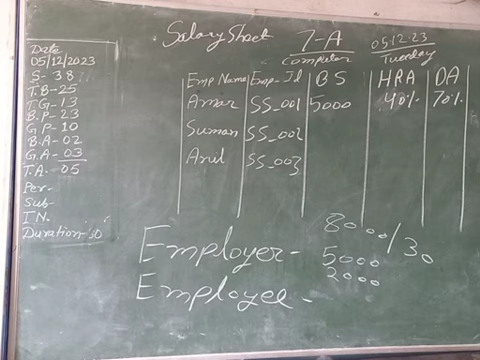 Salary Sheet 7-A 05.12.23
Computer Tuesday
Date
05/12/2023
S- 38
T.B-25
T.G-13
B.P-23
G.P-10
B.A-02
G.A-03
T.A-05
Per-
Sub-
I N.
Duration-30
Emp Name Emp-Id BS HRA DA
Amar SS_001 5000 40% 70%
Suman SS_002
Anil SS_003
8000/30
Employer- 5000
2000
Employee-